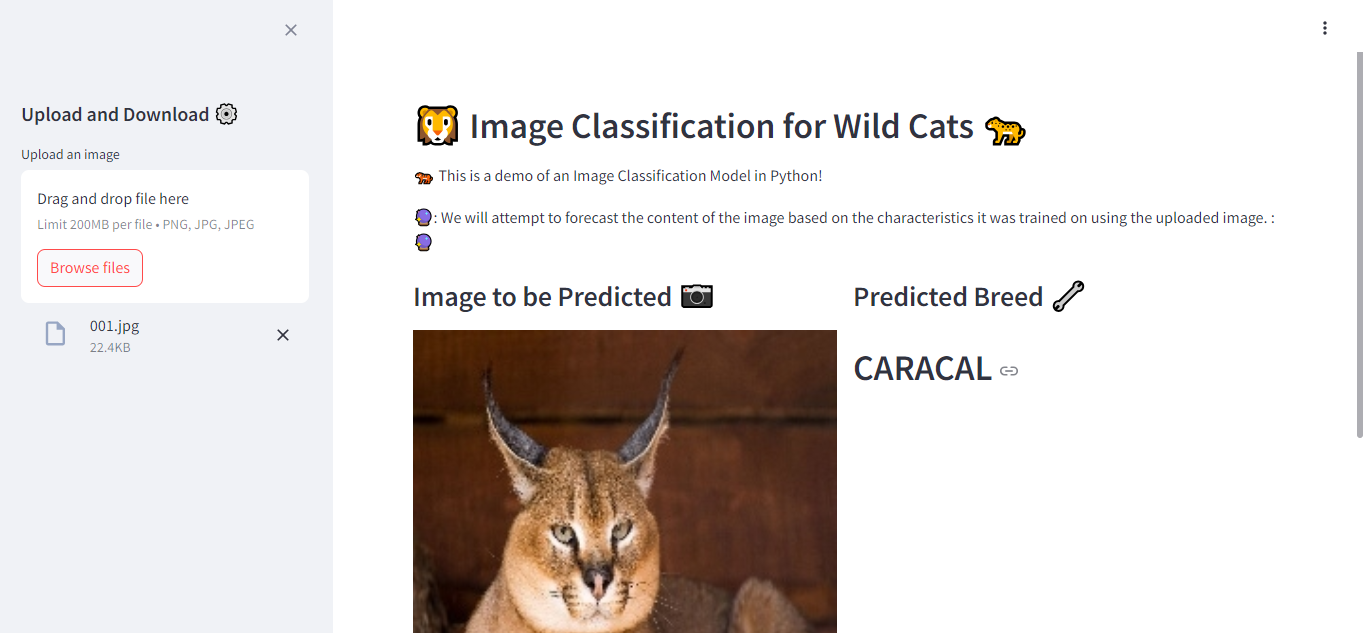 Upload and Download
Upload an image
Drag and drop file here
Limit 200MB per file • PNG, JPG, JPEG
Browse files
001.jpg
22.4KB
🦁 Image Classification for Wild Cats 🐆
🐅 This is a demo of an Image Classification Model in Python!
🔮: We will attempt to forecast the content of the image based on the characteristics it was trained on using the uploaded image. :
🔮
Image to be Predicted 📷
Predicted Breed 🔧
CARACAL